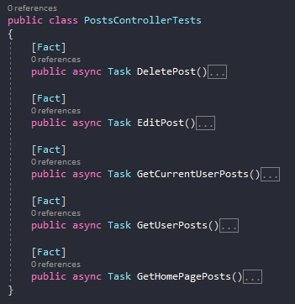 0 references
public class PostsControllerTests
{
[Fact]
0 references
public async Task DeletePost()...
[Fact]
0 references
public async Task EditPost()...
[Fact]
0 references
public async Task GetCurrentUserPosts()...
[Fact]
0 references
public async Task GetUserPosts()...
[Fact]
0 references
public async Task GetHomePagePosts()...
}